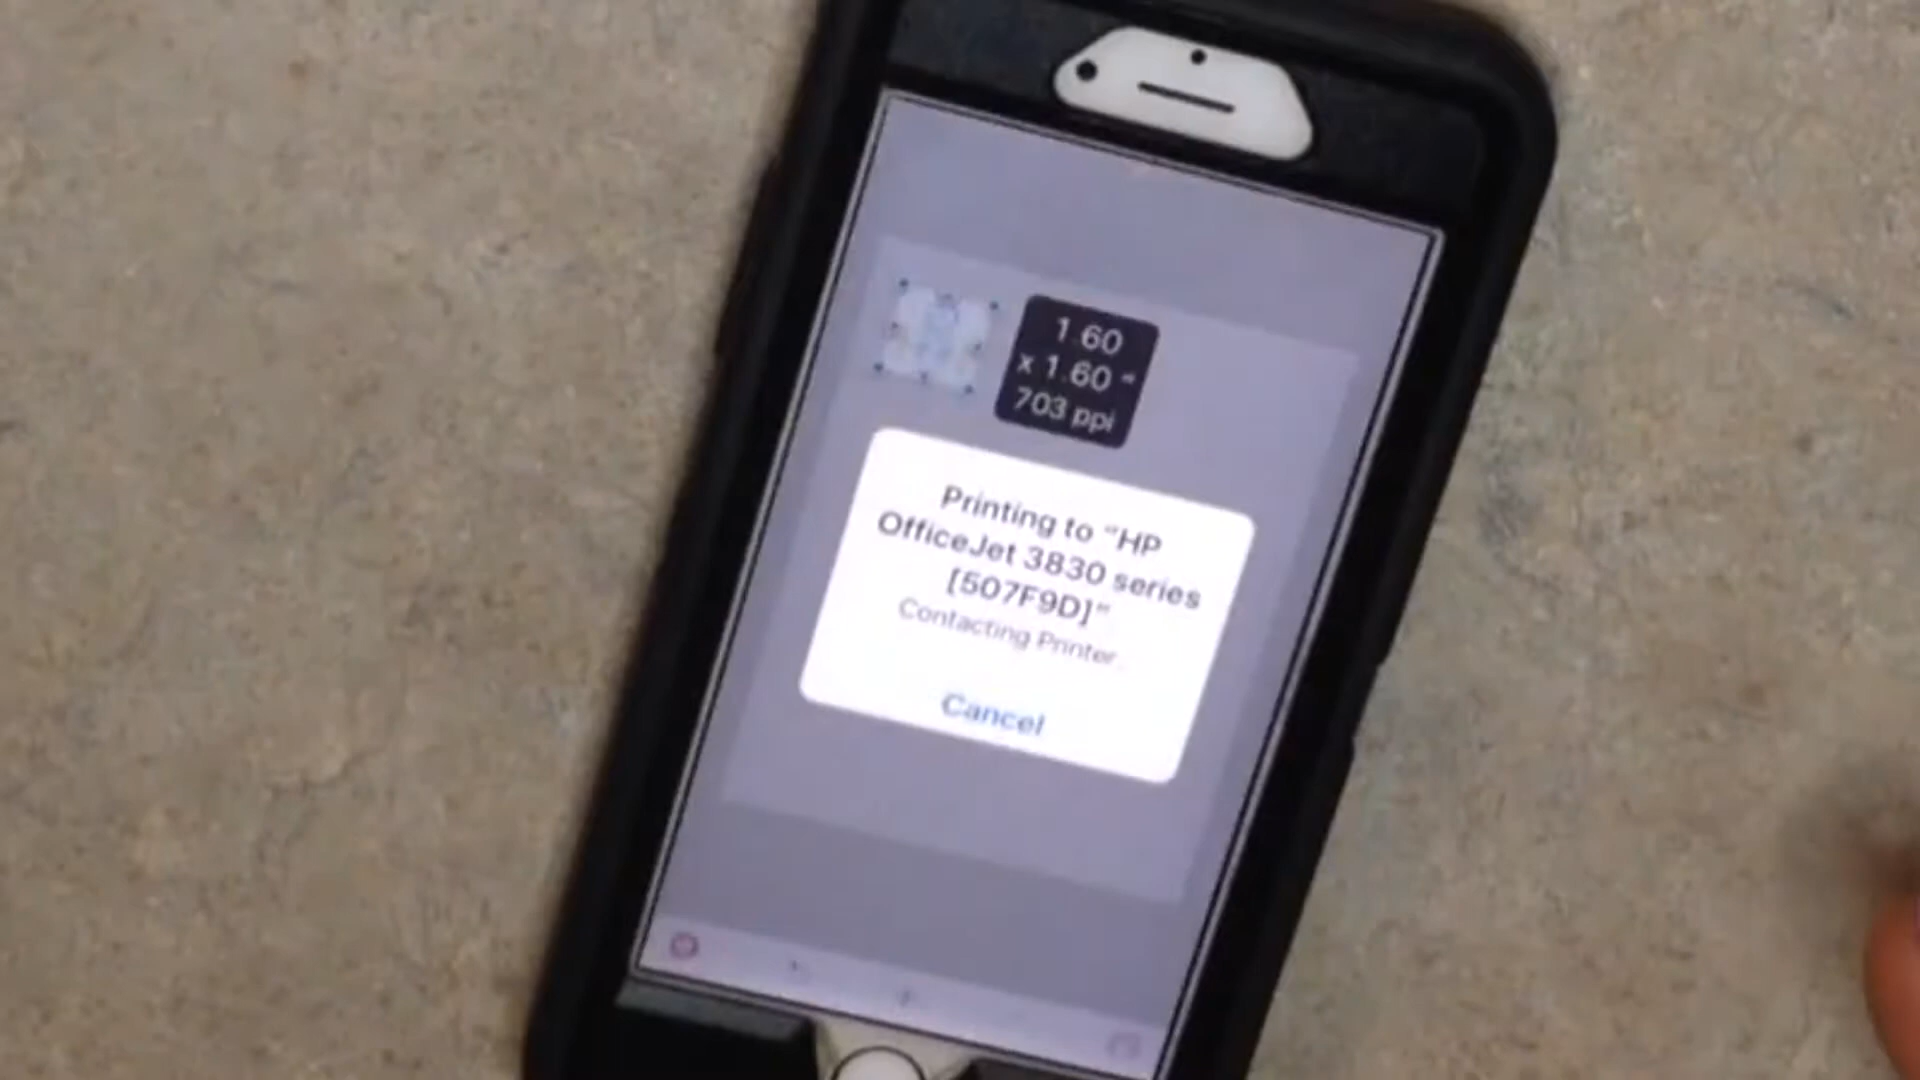 1.60
x 1.60 "
703 ppi
Printing to "HP
OfficeJet 3830 series
[507F9D]"
Contacting Printer.
Cancel